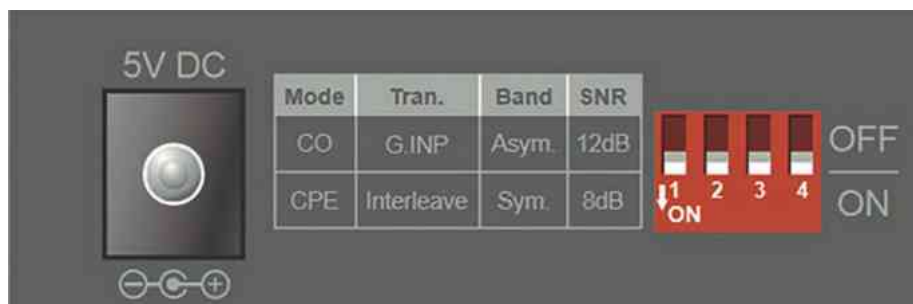 5V DC
Mode Tran. Band SNR
CO G.INP Asym. 12dB
CPE Interleave Sym. 8dB
OFF
ON
1 2 3 4
ON